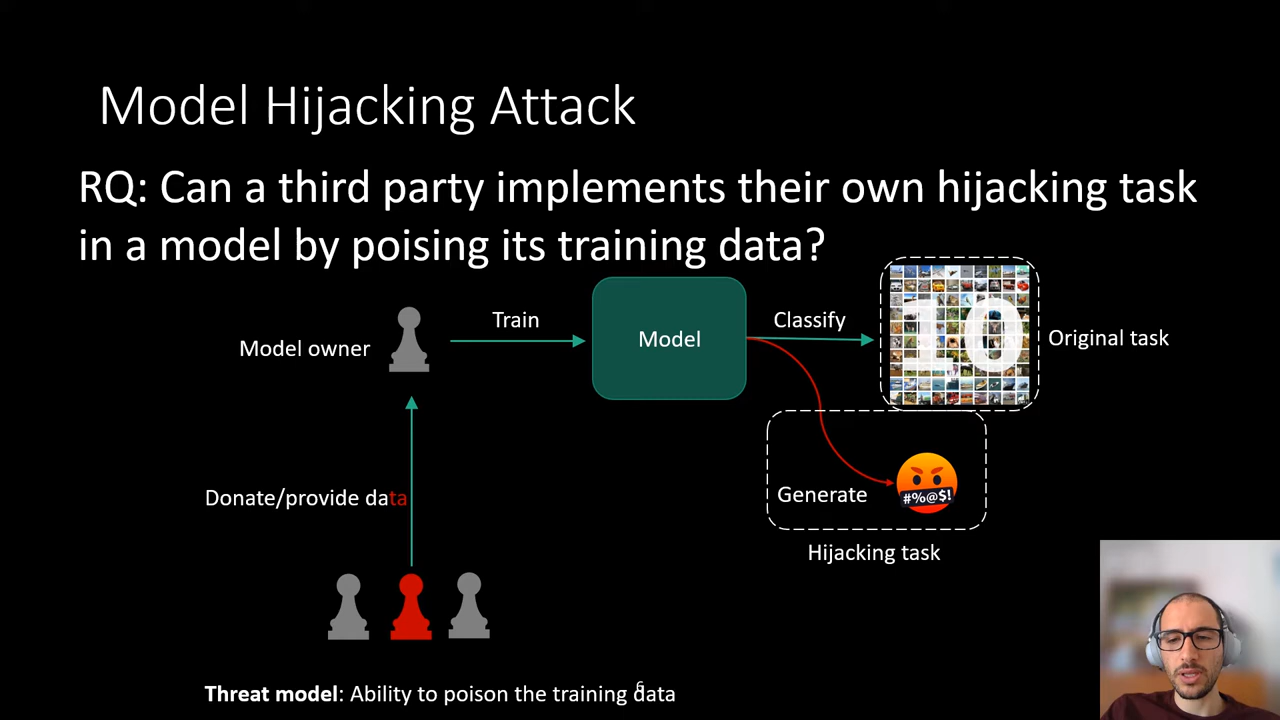 Model Hijacking Attack
RQ: Can a third party implements their own hijacking task
in a model by poising its training data?
Model owner
Train
Model
Classify
10
Original task
Donate/provide data
Generate
#%@$!
Hijacking task
Threat model: Ability to poison the training data
6